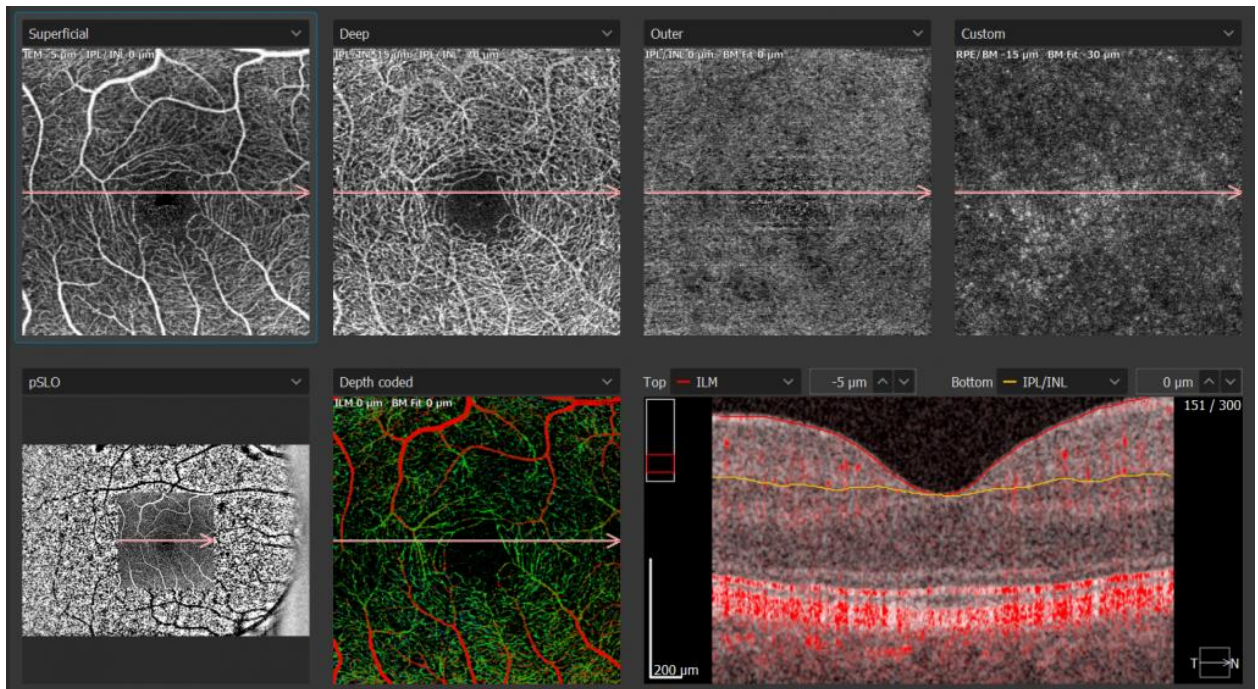 Superficial
ILM -5 µm · IPL/INL 0 µm
Deep
Outer
IPL/INL 0 µm · BM Fit 0 µm
Custom
RPE/BM -15 µm · BM Fit -30 µm
pSLO
Depth coded
ILM 0 µm · BM Fit 0 µm
Top ILM -5 µm Bottom IPL/INL 0 µm
151 / 300
200 µm
T N